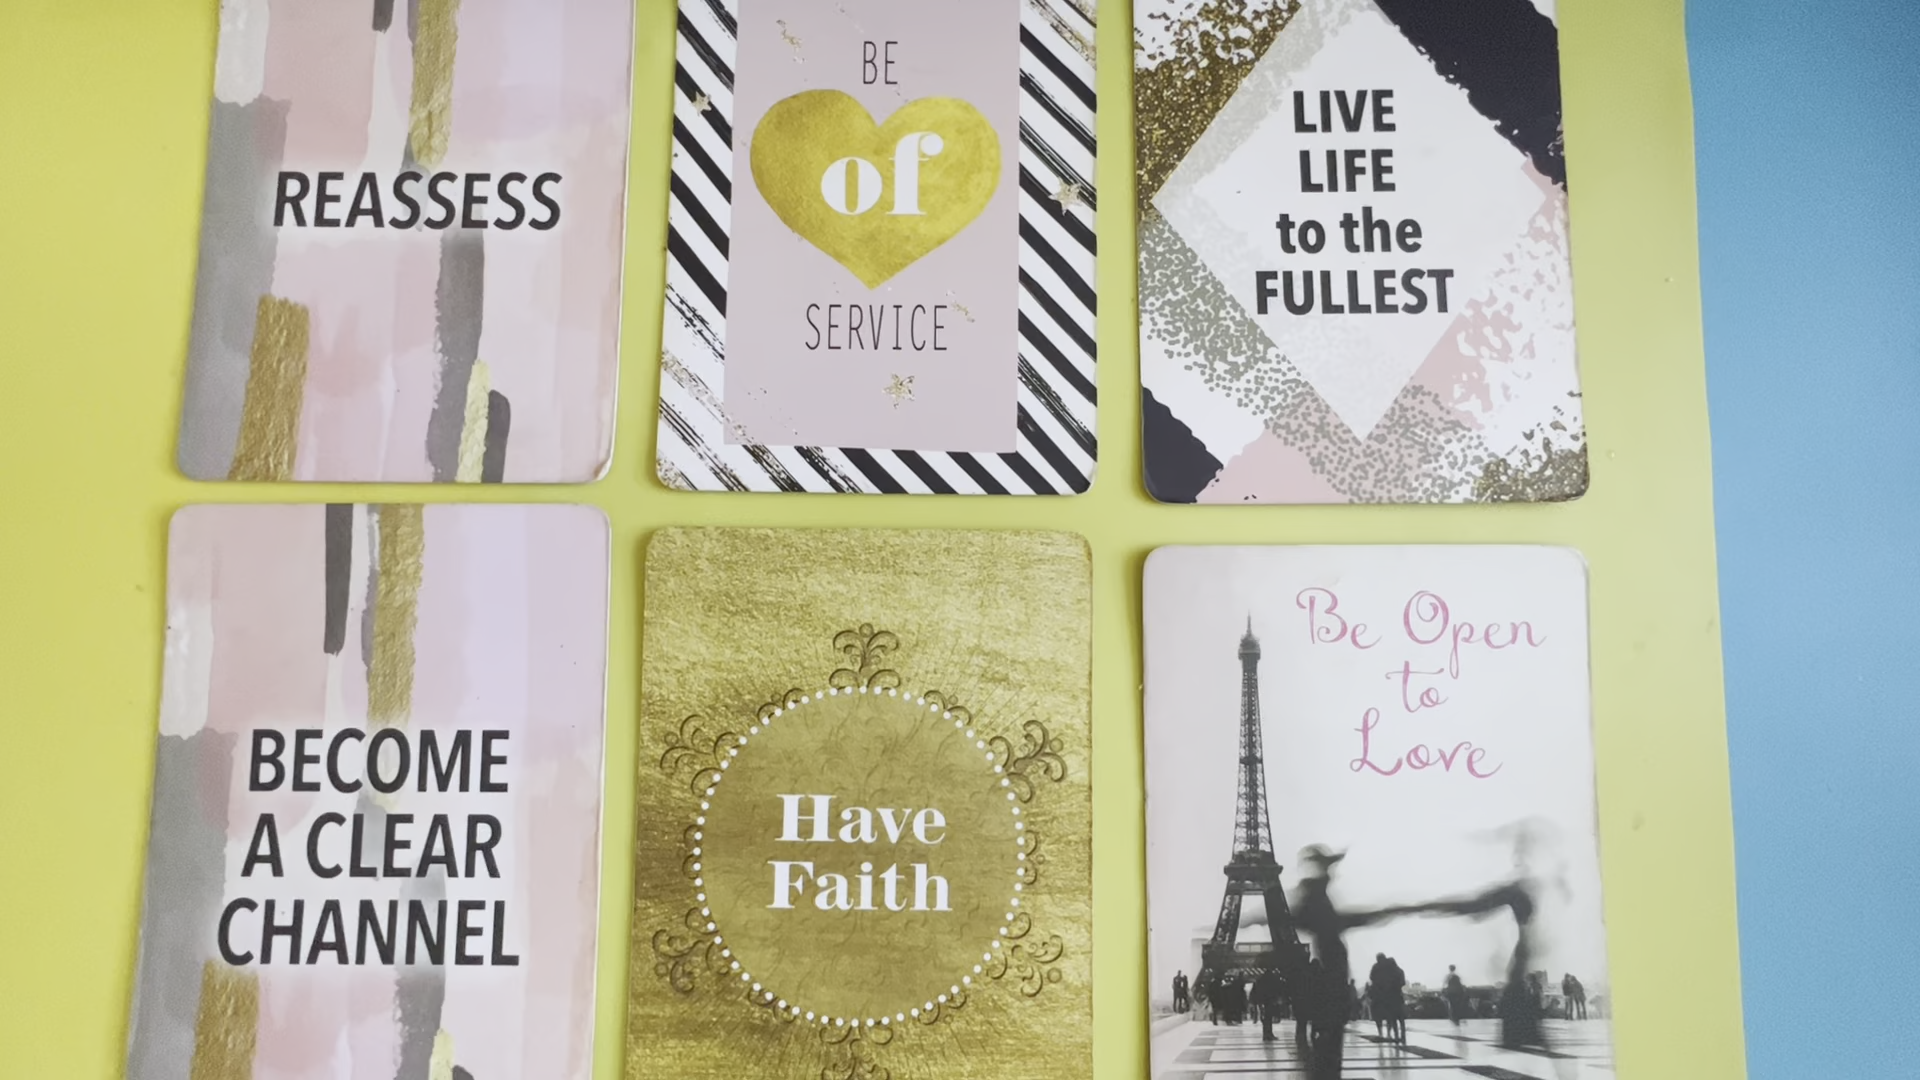 REASSESS
BE
of
SERVICE
LIVE
LIFE
to the
FULLEST
BECOME
A CLEAR
CHANNEL
Have
Faith
Be Open
to
Love